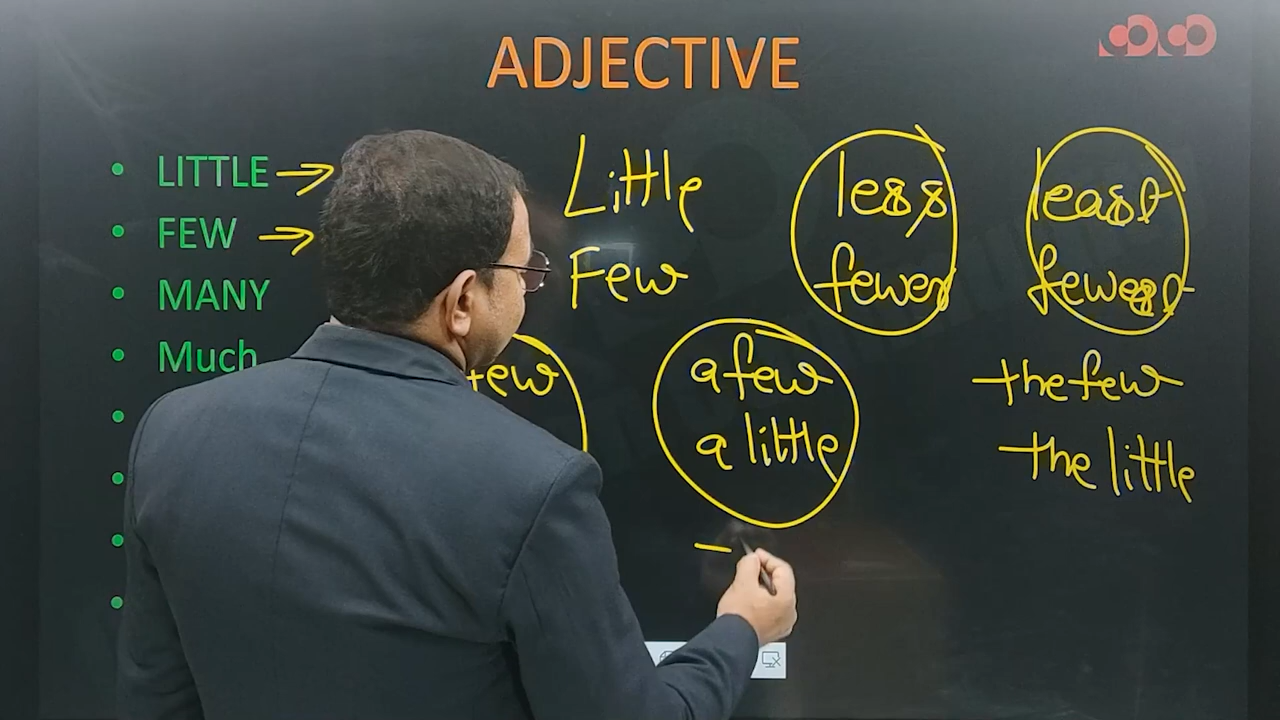 ADJECTIVE
• LITTLE → Little less least
• FEW → Few fewer fewest
• MANY
• Much few a few the few
a little the little